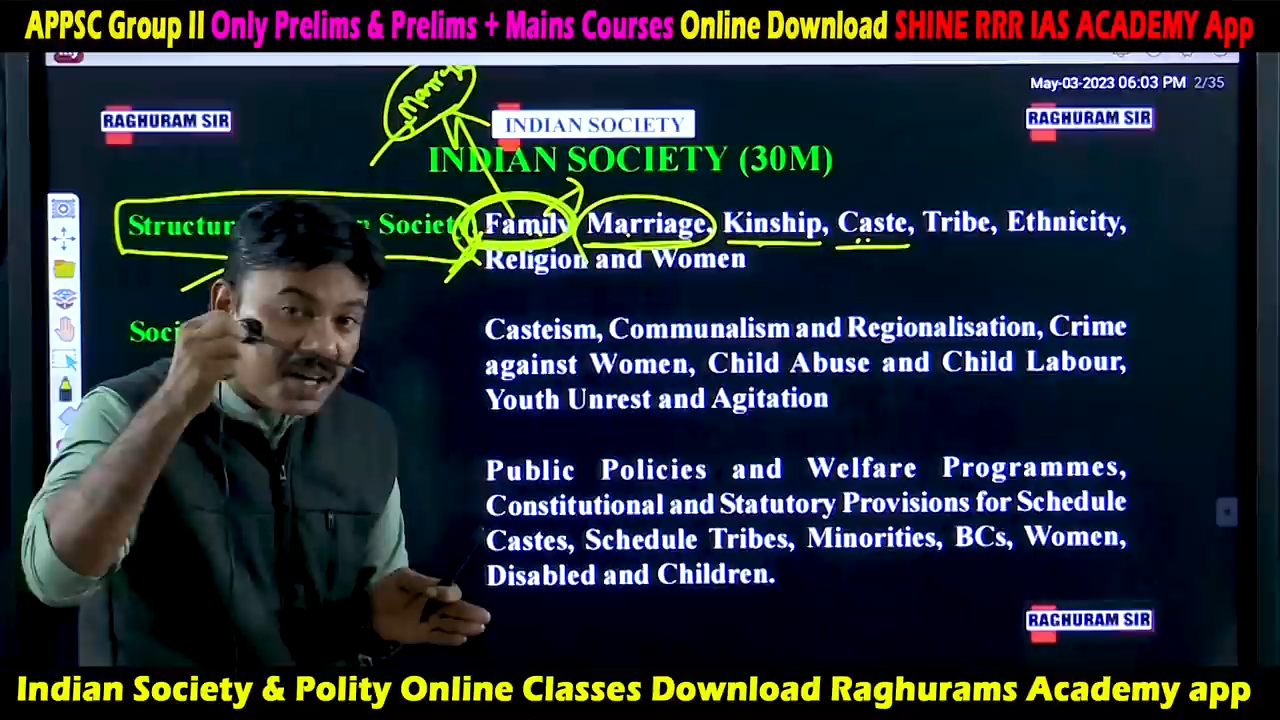 APPSC Group II Only Prelims & Prelims + Mains Courses Online Download SHINE RRR IAS ACADEMY App
May-03-2023 06:03 PM 2/35
RAGHURAM SIR
INDIAN SOCIETY
RAGHURAM SIR
INDIAN SOCIETY (30M)
Family, Marriage, Kinship, Caste, Tribe, Ethnicity,
Religion and Women
Casteism, Communalism and Regionalisation, Crime
against Women, Child Abuse and Child Labour,
Youth Unrest and Agitation
Public Policies and Welfare Programmes,
Constitutional and Statutory Provisions for Schedule
Castes, Schedule Tribes, Minorities, BCs, Women,
Disabled and Children.
RAGHURAM SIR
Indian Society & Polity Online Classes Download Raghurams Academy app